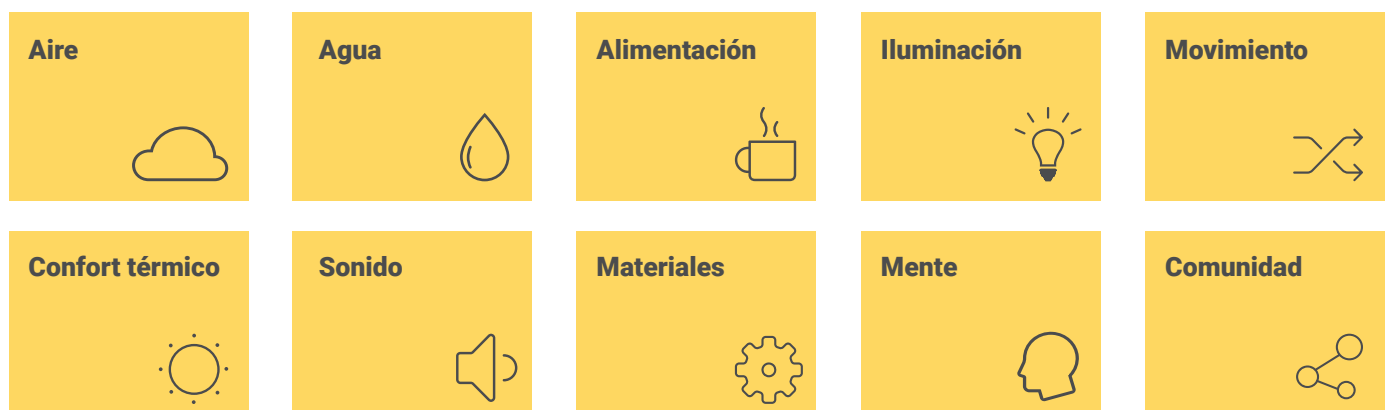 Aire
Agua
Alimentación
Iluminación
Movimiento
Confort térmico
Sonido
Materiales
Mente
Comunidad